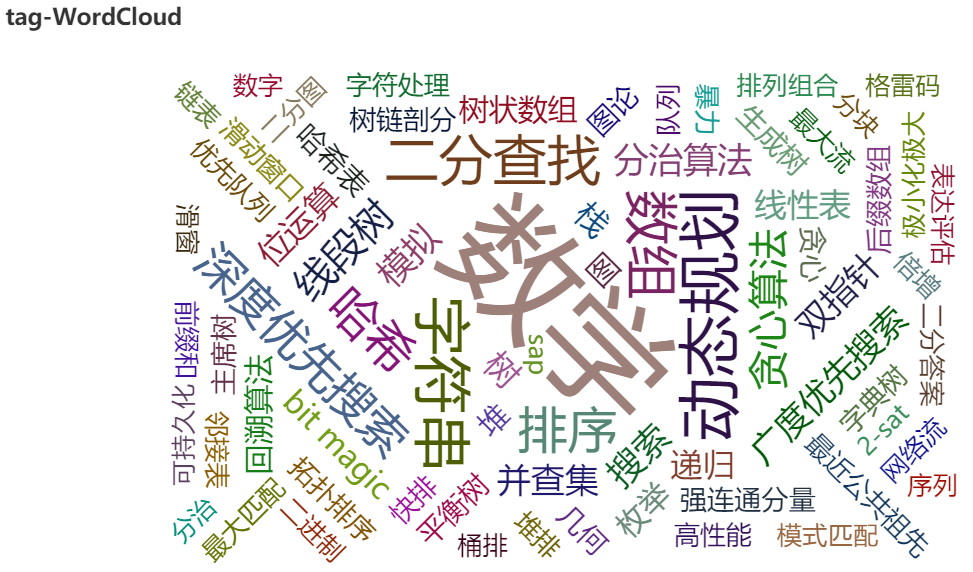 tag-WordCloud
数字
字符处理
排列组合
格雷码
链表
二分图
树链剖分
树状数组
图论
队列
暴力
生成树
最大流
分块
滑动窗口
哈希表
优先队列
二分查找
分治算法
线性表
后缀数组
极小化极大
表达评估
位运算
线段树
模拟
数学
栈
数组
动态规划
贪心
倍增
双指针
图
深度优先搜索
哈希
字符串
贪心算法
广度优先搜索
二分答案
可持久化
主席树
回溯算法
bit magic
树
sap
堆
排序
搜索
递归
字典树
2-sat
网络流
序列
最近公共祖先
分治
最大匹配
拓扑排序
二进制
快排
平衡树
桶排
堆排
几何
并查集
枚举
强连通分量
高性能
模式匹配